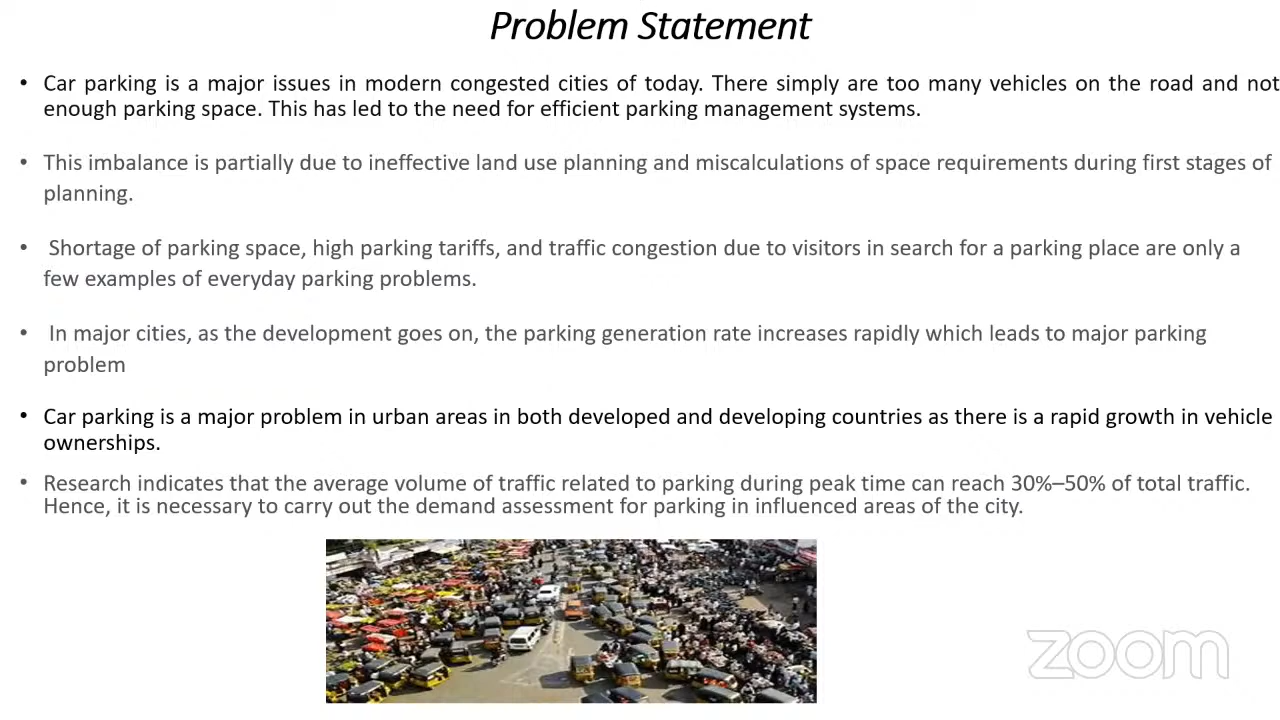 Problem Statement
• Car parking is a major issues in modern congested cities of today. There simply are too many vehicles on the road and not
enough parking space. This has led to the need for efficient parking management systems.
• This imbalance is partially due to ineffective land use planning and miscalculations of space requirements during first stages of
planning.
• Shortage of parking space, high parking tariffs, and traffic congestion due to visitors in search for a parking place are only a
few examples of everyday parking problems.
• In major cities, as the development goes on, the parking generation rate increases rapidly which leads to major parking
problem
• Car parking is a major problem in urban areas in both developed and developing countries as there is a rapid growth in vehicle
ownerships.
• Research indicates that the average volume of traffic related to parking during peak time can reach 30%–50% of total traffic.
Hence, it is necessary to carry out the demand assessment for parking in influenced areas of the city.
zoom